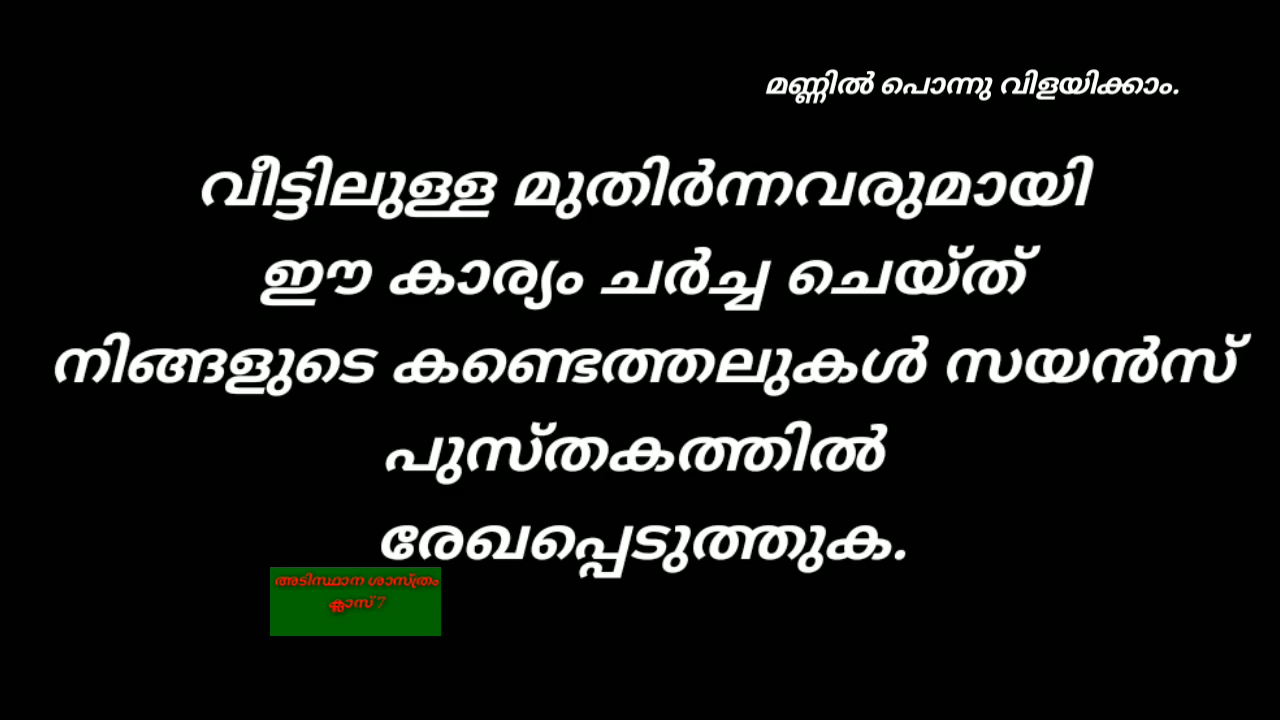 മണ്ണിൽ പൊന്നു വിളയിക്കാം.
വീട്ടിലുള്ള മുതിർന്നവരുമായി
ഈ കാര്യം ചർച്ച ചെയ്ത്
നിങ്ങളുടെ കണ്ടെത്തലുകൾ സയൻസ്
പുസ്തകത്തിൽ
രേഖപ്പെടുത്തുക.
അടിസ്ഥാന ശാസ്ത്രം
ക്ലാസ് 7